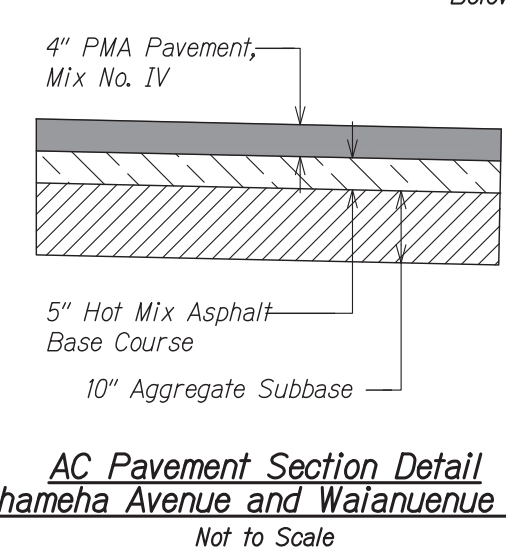 4" PMA Pavement,
Mix No. IV
5" Hot Mix Asphalt
Base Course
10" Aggregate Subbase
AC Pavement Section Detail
hameha Avenue and Waianuenue
Not to Scale